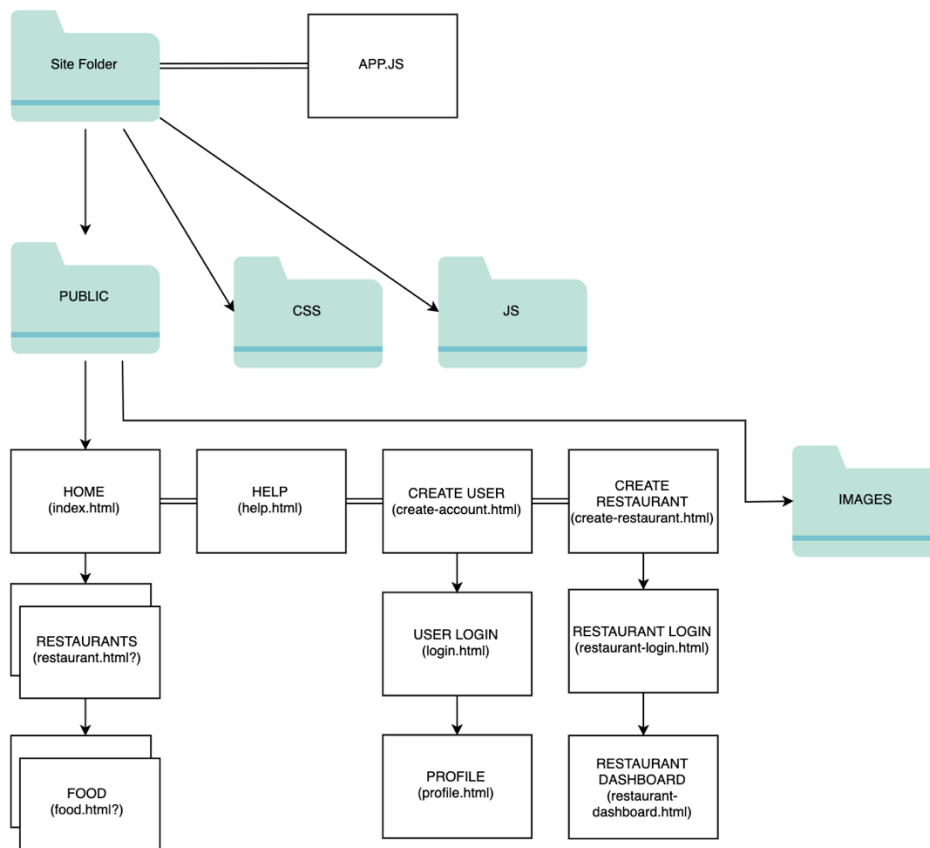 Site Folder
APP.JS
PUBLIC
CSS
JS
HOME
(index.html)
HELP
(help.html)
CREATE USER
(create-account.html)
CREATE
RESTAURANT
(create-restaurant.html)
IMAGES
RESTAURANTS
(restaurant.html?)
USER LOGIN
(login.html)
RESTAURANT LOGIN
(restaurant-login.html)
FOOD
(food.html?)
PROFILE
(profile.html)
RESTAURANT
DASHBOARD
(restaurant-
dashboard.html)